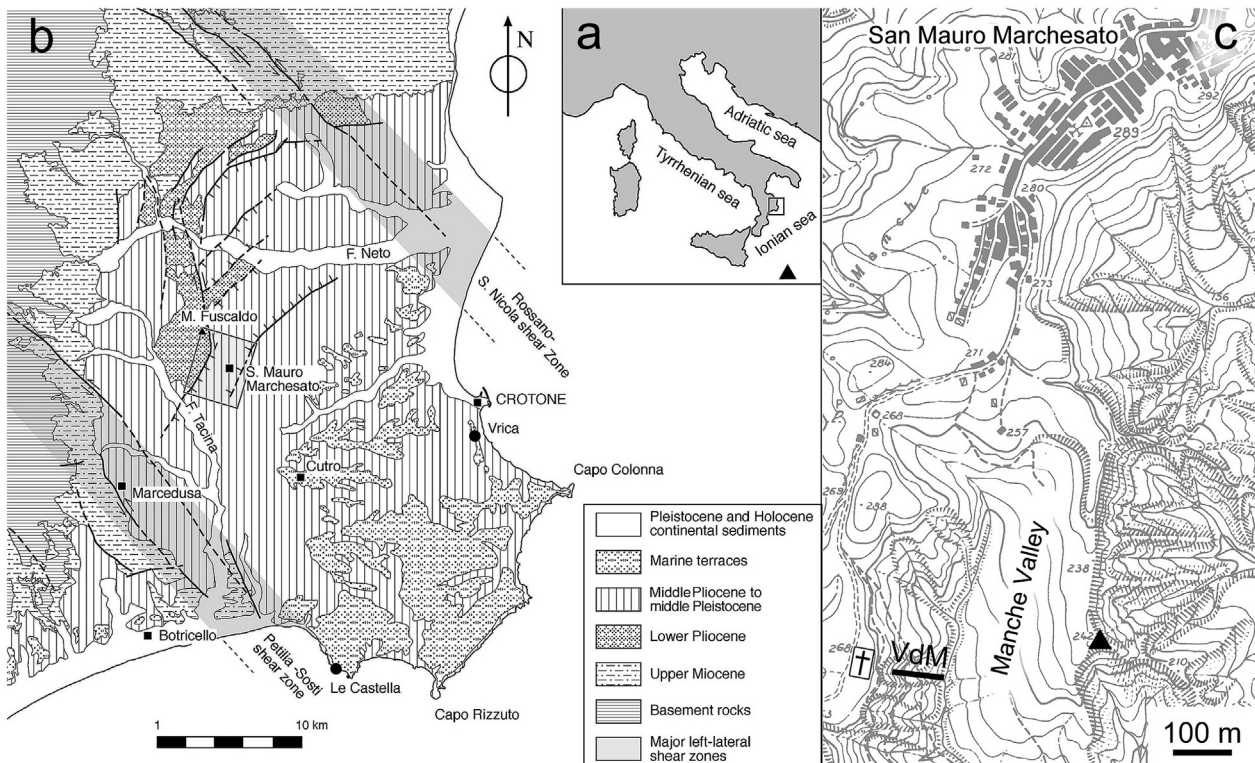 b
N
F. Neto
M. Fuscaldo
S. Mauro
Marchesato
F. Tacina
Rossano-
S. Nicola shear Zone
CROTONE
Vrica
Capo Colonna
Cutro
Marcedusa
Botricello
Petilia -Sosti
shear zone
Le Castella
Capo Rizzuto
1
10 km
a
Adriatic sea
Tyrrhenian sea
Ionian sea
Pleistocene and Holocene
continental sediments
Marine terraces
Middle Pliocene to
middle Pleistocene
Lower Pliocene
Upper Miocene
Basement rocks
Major left-lateral
shear zones
San Mauro Marchesato
c
292
289
272
280
Manche
273
156
271
284
268
257
238
242
210
268
VdM
Manche Valley
100 m